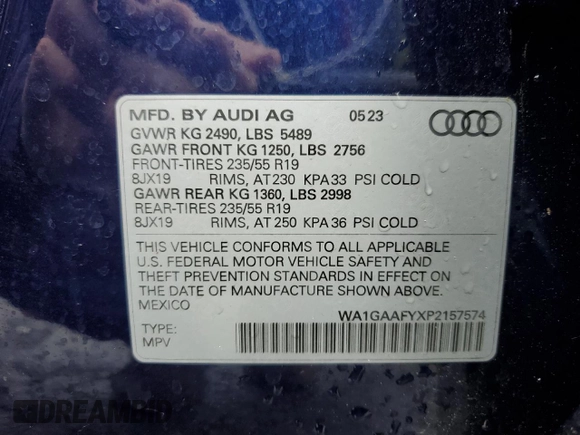 MFD. BY AUDI AG 05 23
GVWR KG 2490, LBS 5489
GAWR FRONT KG 1250, LBS 2756
FRONT-TIRES 235/55 R19
8JX19 RIMS, AT 230 KPA 33 PSI COLD
GAWR REAR KG 1360, LBS 2998
REAR-TIRES 235/55 R19
8JX19 RIMS, AT 250 KPA 36 PSI COLD
THIS VEHICLE CONFORMS TO ALL APPLICABLE
U.S. FEDERAL MOTOR VEHICLE SAFETY AND
THEFT PREVENTION STANDARDS IN EFFECT ON
THE DATE OF MANUFACTURE SHOWN ABOVE.
MEXICO
WA1GAAFYXP2157574
TYPE:
MPV
DREAMBID